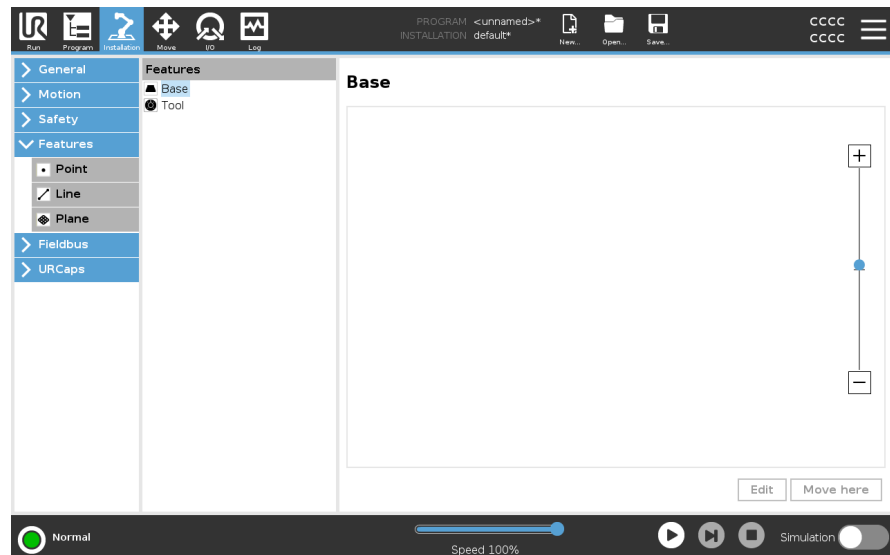 PROGRAM <unnamed>*
INSTALLATION default*
CCCC
CCCC
Run
Program
Installation
Move
I/O
Log
New...
Open...
Save...
General
Motion
Safety
Features
Point
Line
Plane
Fieldbus
URCaps
Features
Base
Tool
Base
Edit
Move here
Normal
Speed 100%
Simulation